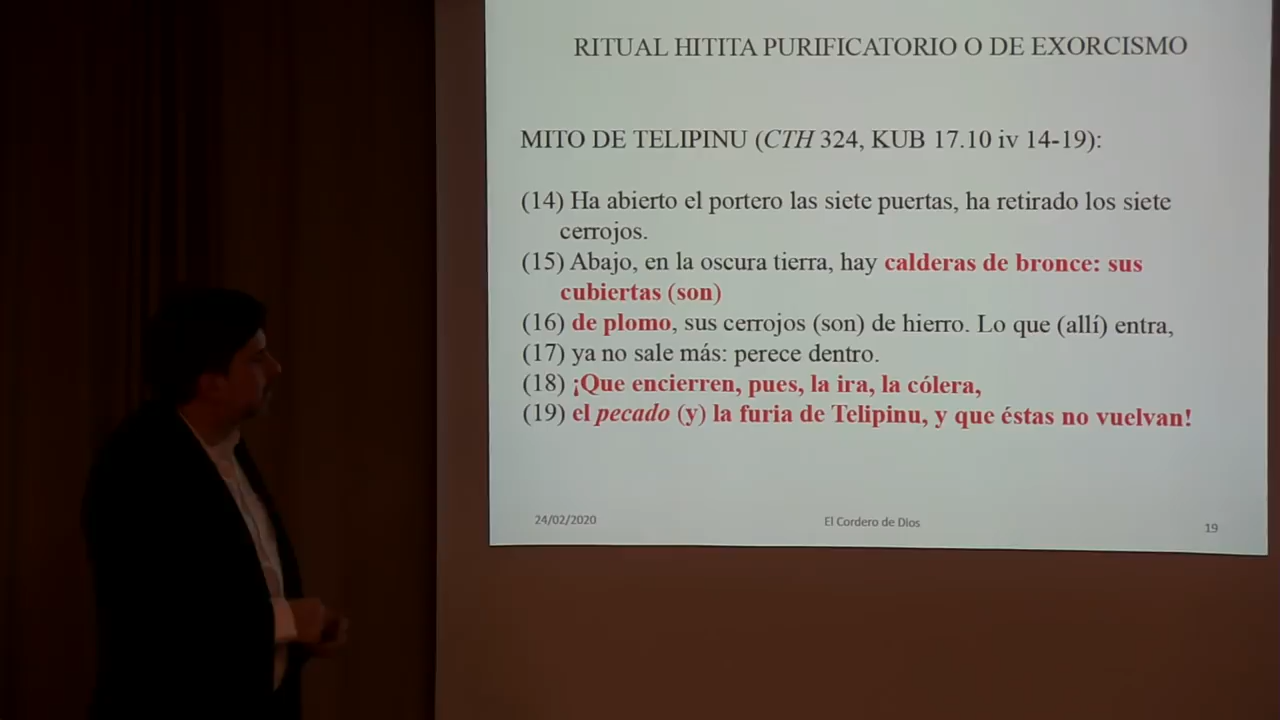 RITUAL HITITA PURIFICATORIO O DE EXORCISMO
MITO DE TELIPINU (CTH 324, KUB 17.10 iv 14-19):
(14) Ha abierto el portero las siete puertas, ha retirado los siete
cerrojos.
(15) Abajo, en la oscura tierra, hay calderas de bronce: sus
cubiertas (son)
(16) de plomo, sus cerrojos (son) de hierro. Lo que (allí) entra,
(17) ya no sale más: perece dentro.
(18) ¡Que encierren, pues, la ira, la cólera,
(19) el pecado (y) la furia de Telipinu, y que éstas no vuelvan!
24/02/2020
El Cordero de Dios
19